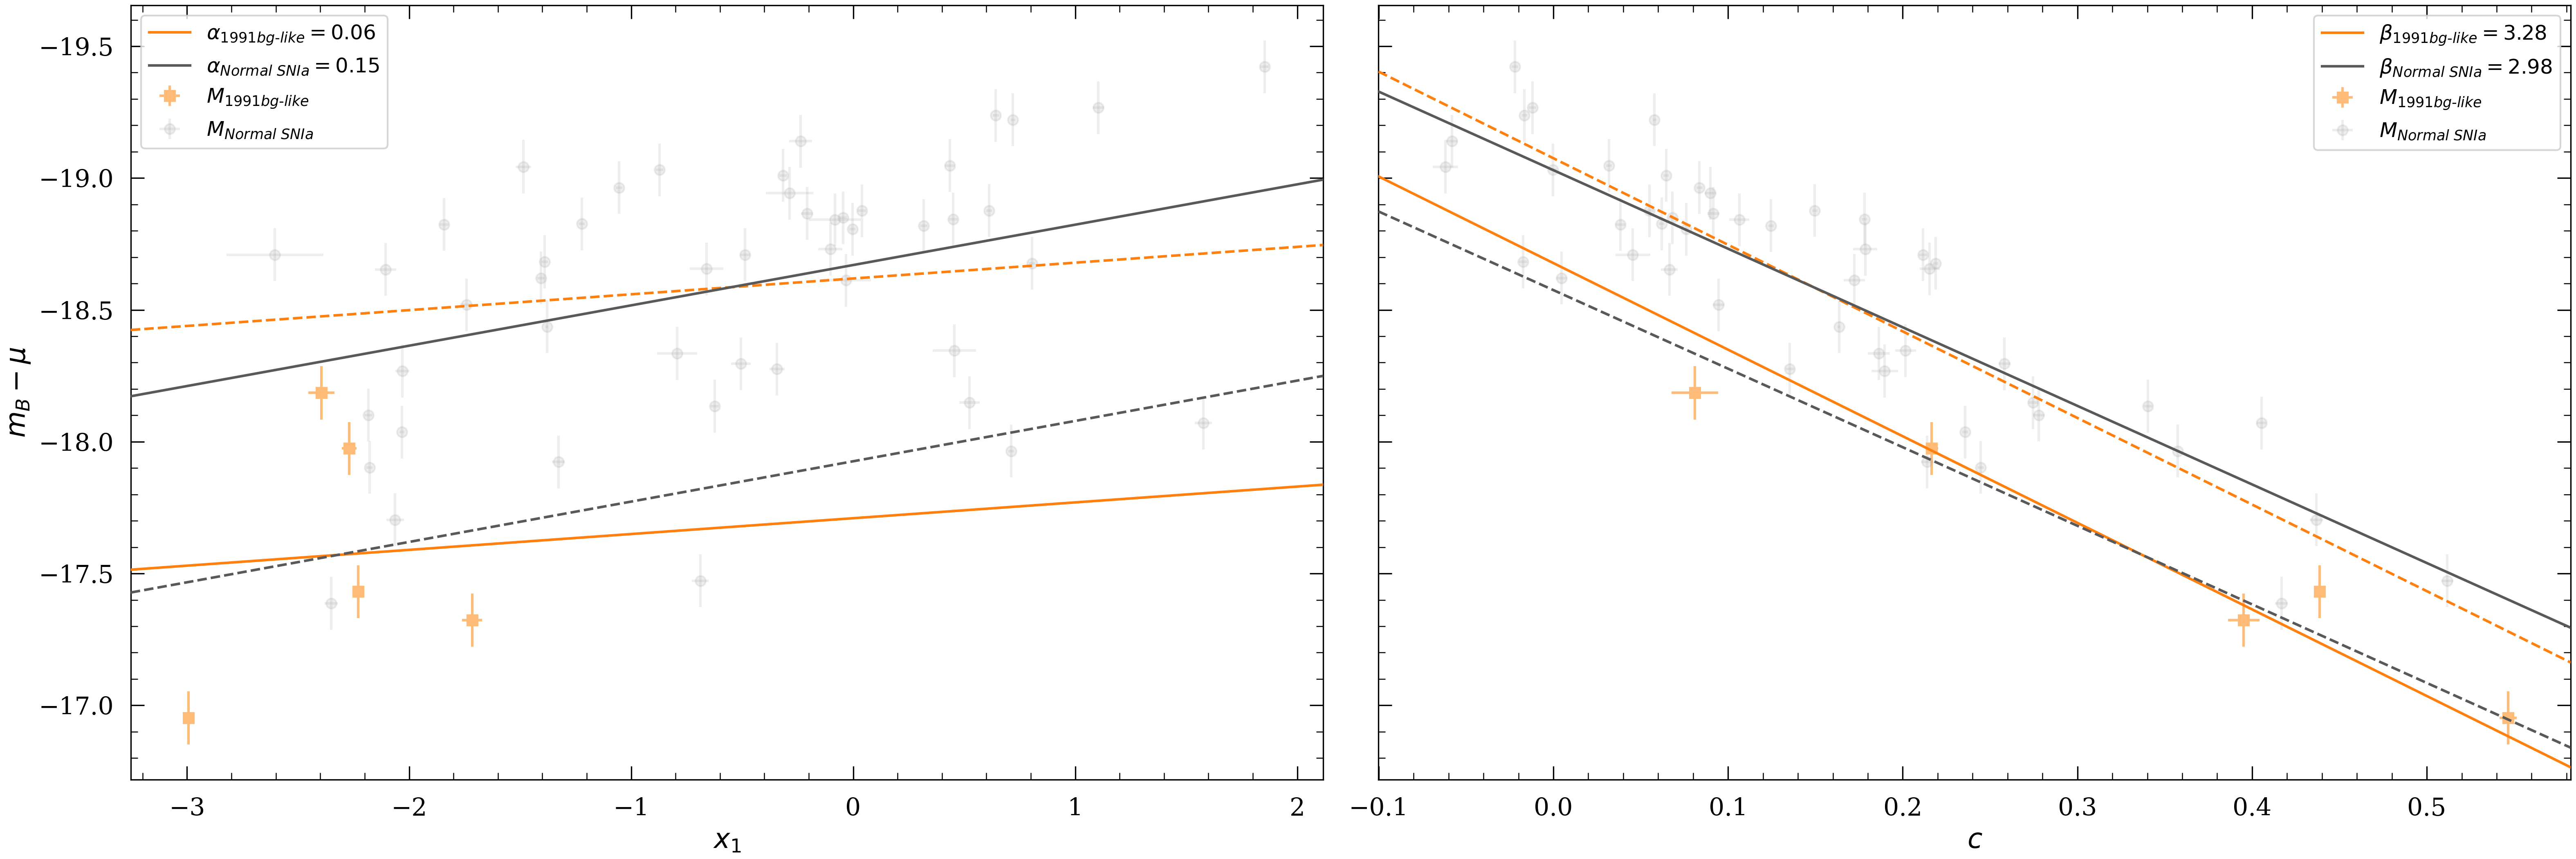 α1991bg-like = 0.06
αNormal SNIa = 0.15
M1991bg-like
MNormal SNIa
β1991bg-like = 3.28
βNormal SNIa = 2.98
M1991bg-like
MNormal SNIa
−19.5
−19.0
−18.5
−18.0
−17.5
−17.0
mB − μ
−3 −2 −1 0 1 2
x1
−0.1 0.0 0.1 0.2 0.3 0.4 0.5
c